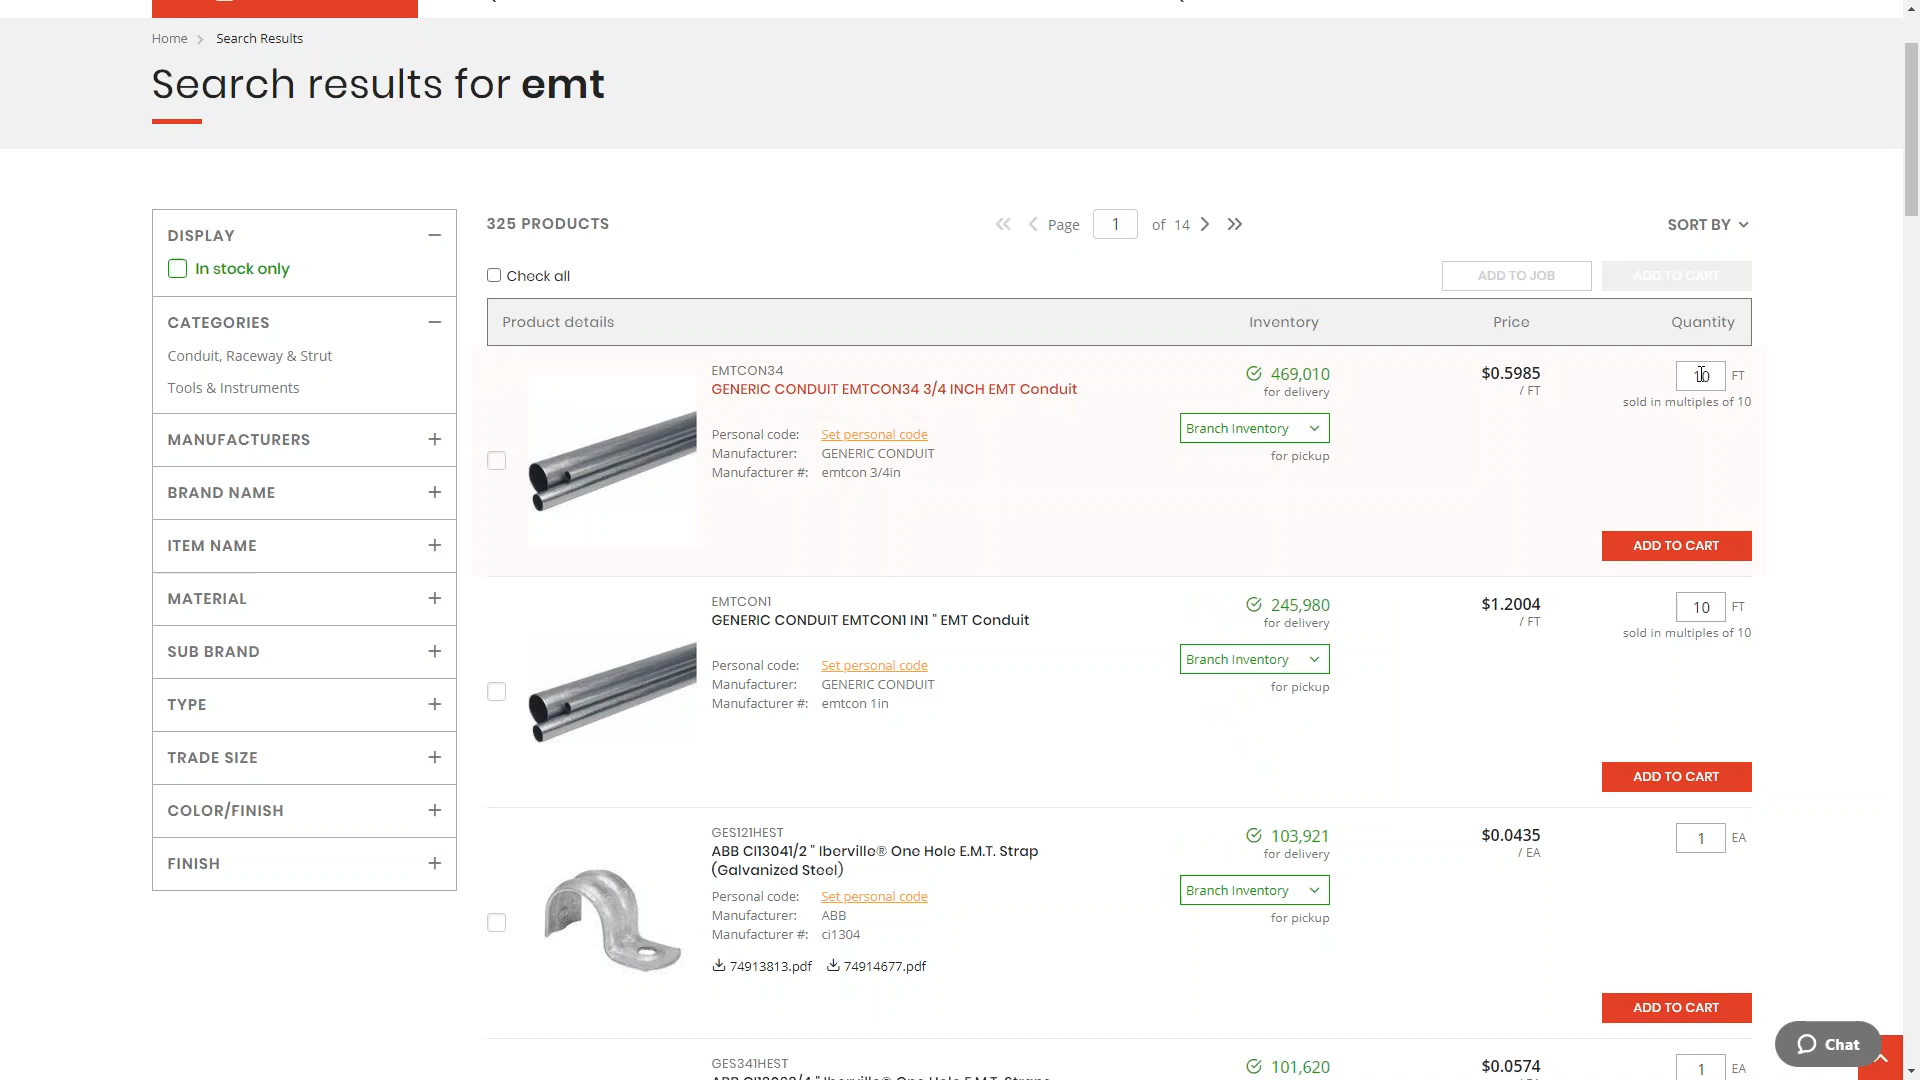 Home > Search Results
Search results for emt
325 PRODUCTS
Page 1 of 14
SORT BY
DISPLAY
In stock only
CATEGORIES
Conduit, Raceway & Strut
Tools & Instruments
MANUFACTURERS
BRAND NAME
ITEM NAME
MATERIAL
SUB BRAND
TYPE
TRADE SIZE
COLOR/FINISH
FINISH
Check all
ADD TO JOB
ADD TO CART
Product details
Inventory
Price
Quantity
EMTCON34
GENERIC CONDUIT EMTCON34 3/4 INCH EMT Conduit
Personal code: Set personal code
Manufacturer: GENERIC CONDUIT
Manufacturer #: emtcon 3/4in
469,010
for delivery
Branch Inventory
for pickup
$0.5985
/ FT
10 FT
sold in multiples of 10
ADD TO CART
EMTCON1
GENERIC CONDUIT EMTCON1 IN1 " EMT Conduit
Personal code: Set personal code
Manufacturer: GENERIC CONDUIT
Manufacturer #: emtcon 1in
245,980
for delivery
Branch Inventory
for pickup
$1.2004
/ FT
10 FT
sold in multiples of 10
ADD TO CART
GES121HEST
ABB CI13041/2 " Iberville® One Hole E.M.T. Strap
(Galvanized Steel)
Personal code: Set personal code
Manufacturer: ABB
Manufacturer #: ci1304
74913813.pdf 74914677.pdf
103,921
for delivery
Branch Inventory
for pickup
$0.0435
/ EA
1 EA
ADD TO CART
GES341HEST
101,620
$0.0574
1 EA
Chat